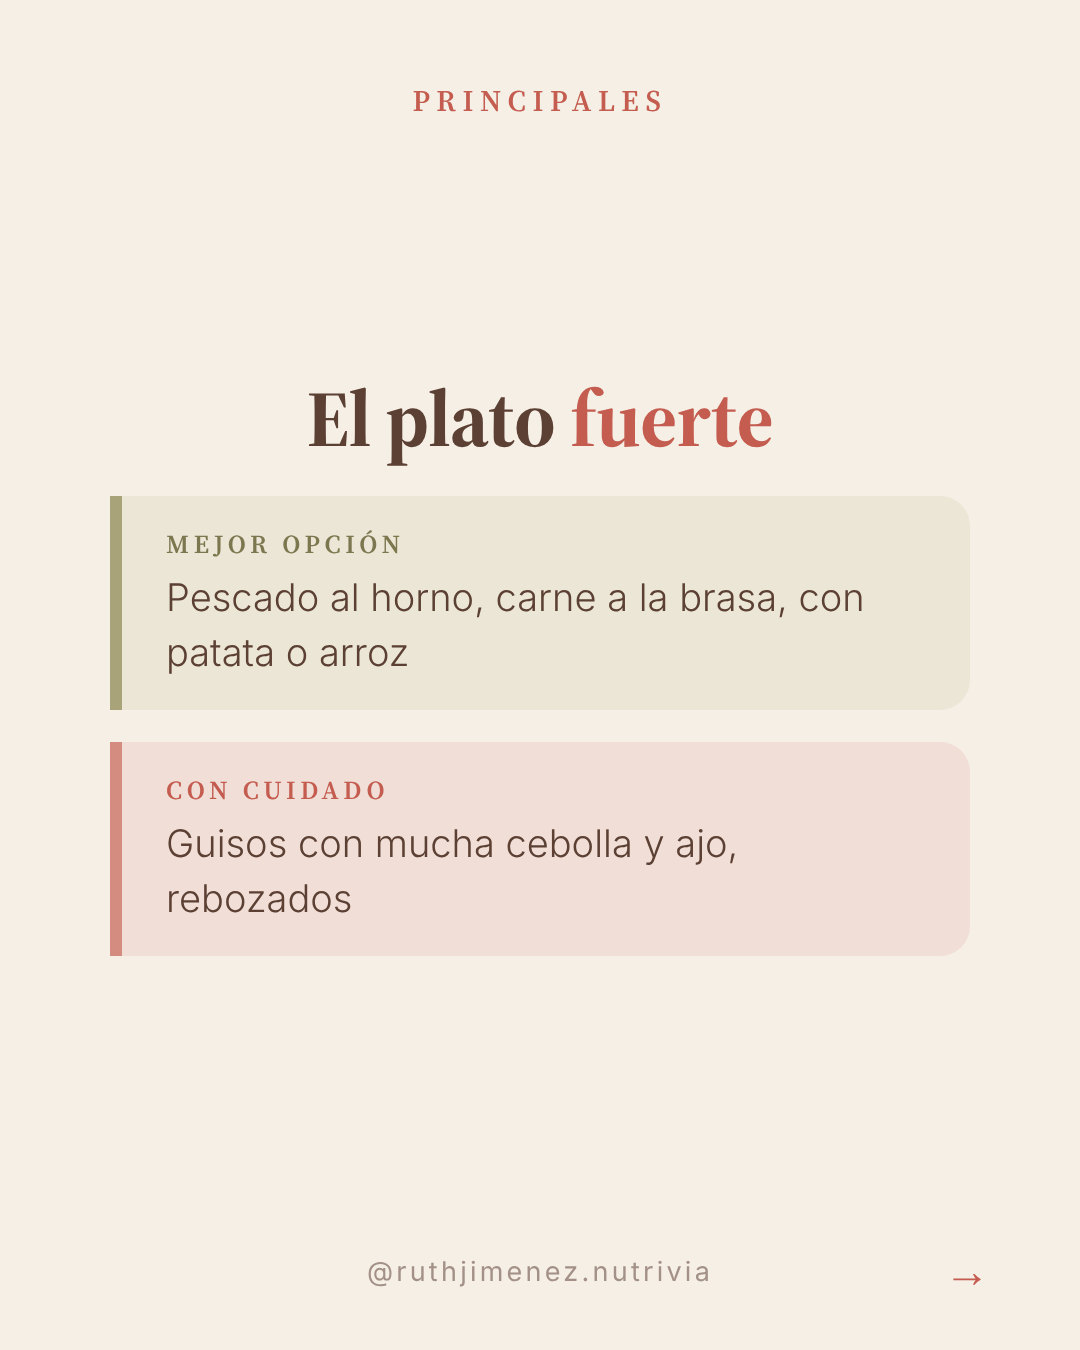 PRINCIPALES
El plato fuerte
MEJOR OPCIÓN
Pescado al horno, carne a la brasa, con
patata o arroz
CON CUIDADO
Guisos con mucha cebolla y ajo,
rebozados
@ruthjimenez.nutrivia →